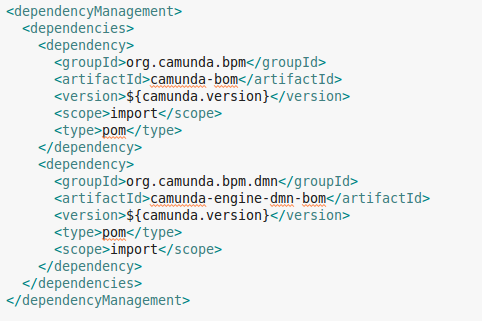 <dependencyManagement>
<dependencies>
<dependency>
<groupId>org.camunda.bpm</groupId>
<artifactId>camunda-bom</artifactId>
<version>${camunda.version}</version>
<scope>import</scope>
<type>pom</type>
</dependency>
<dependency>
<groupId>org.camunda.bpm.dmn</groupId>
<artifactId>camunda-engine-dmn-bom</artifactId>
<version>${camunda.version}</version>
<type>pom</type>
<scope>import</scope>
</dependency>
</dependencies>
</dependencyManagement>